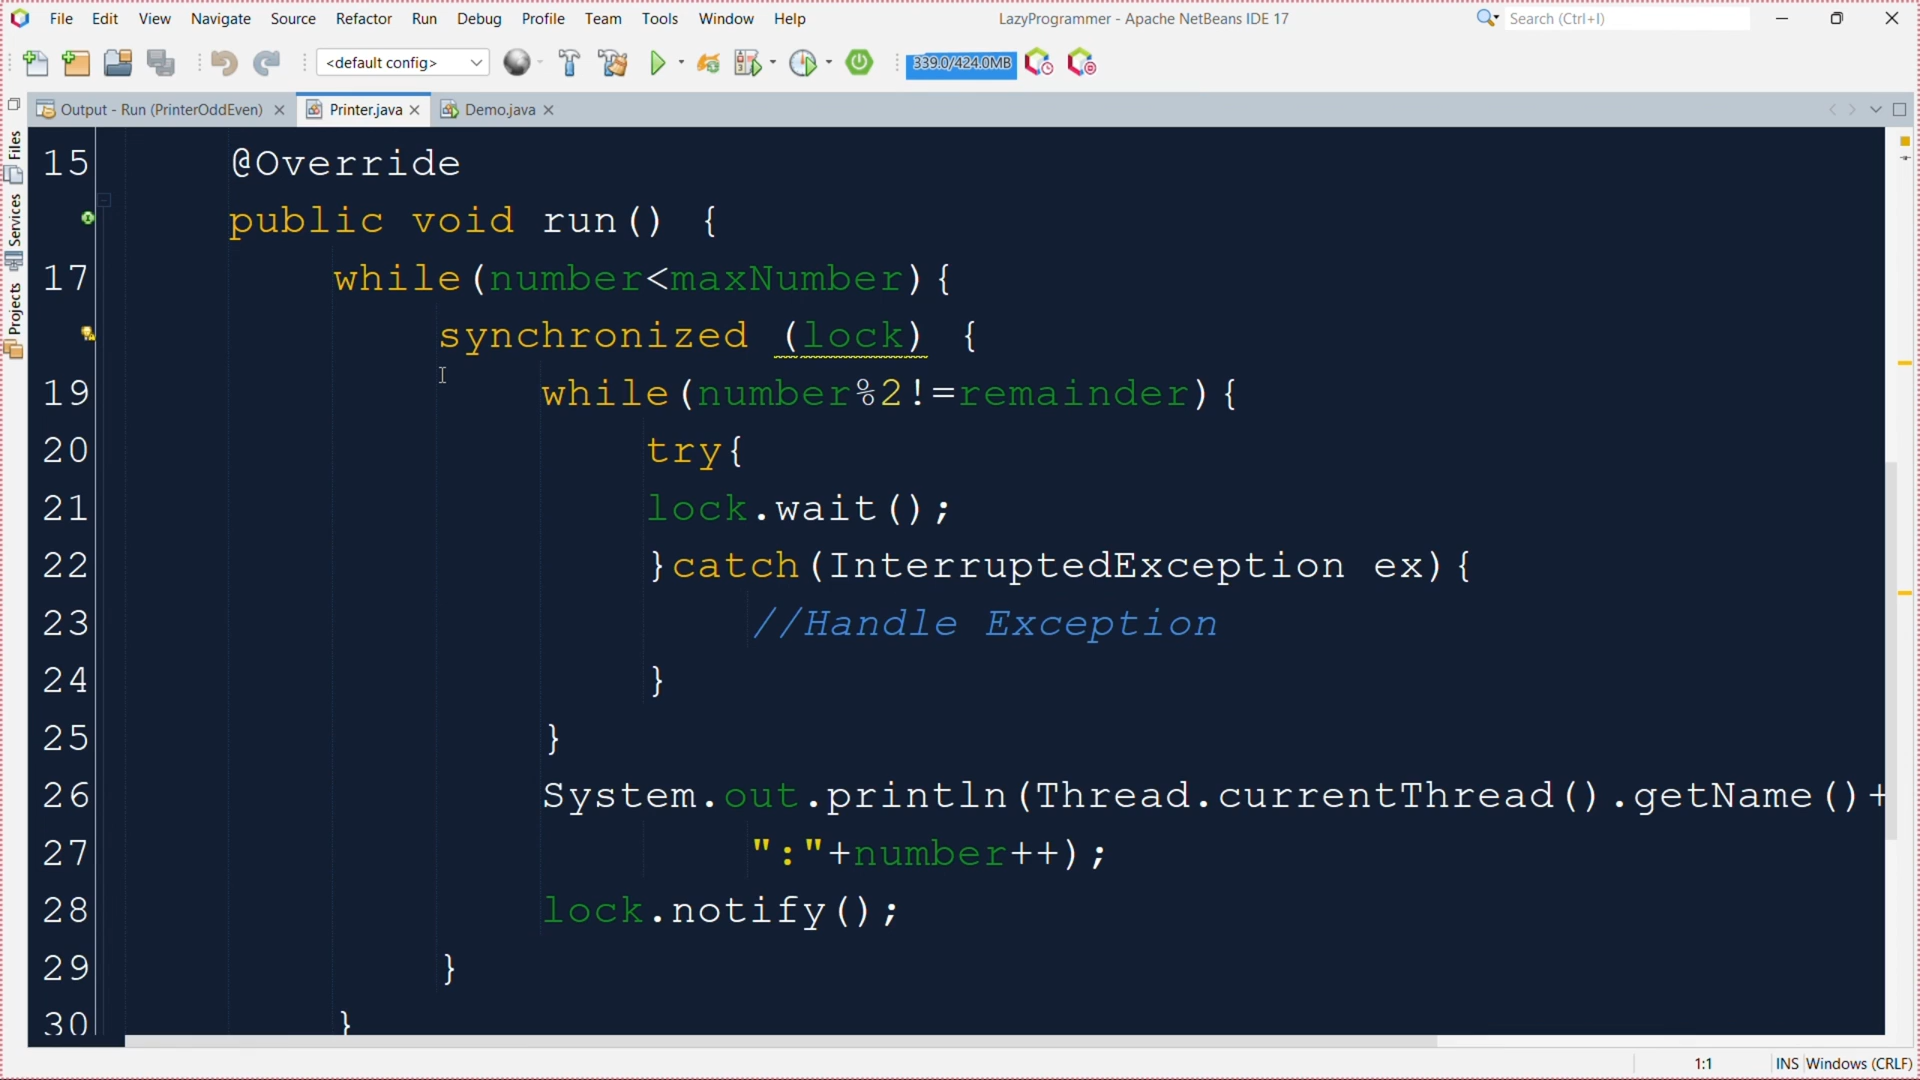 File Edit View Navigate Source Refactor Run Debug Profile Team Tools Window Help LazyProgrammer - Apache NetBeans IDE 17 Search (Ctrl+I)
<default config> 339.0/424.0MB
Output - Run (PrinterOddEven) Printer.java Demo.java
Files
Services
Projects
15 @Override
public void run() {
17 while(number<maxNumber){
synchronized (lock) {
19 while(number%2!=remainder){
20 try{
21 lock.wait();
22 }catch(InterruptedException ex){
23 //Handle Exception
24 }
25 }
26 System.out.println(Thread.currentThread().getName()+
27 ":"+number++);
28 lock.notify();
29 }
30 }
1:1 INS Windows (CRLF)